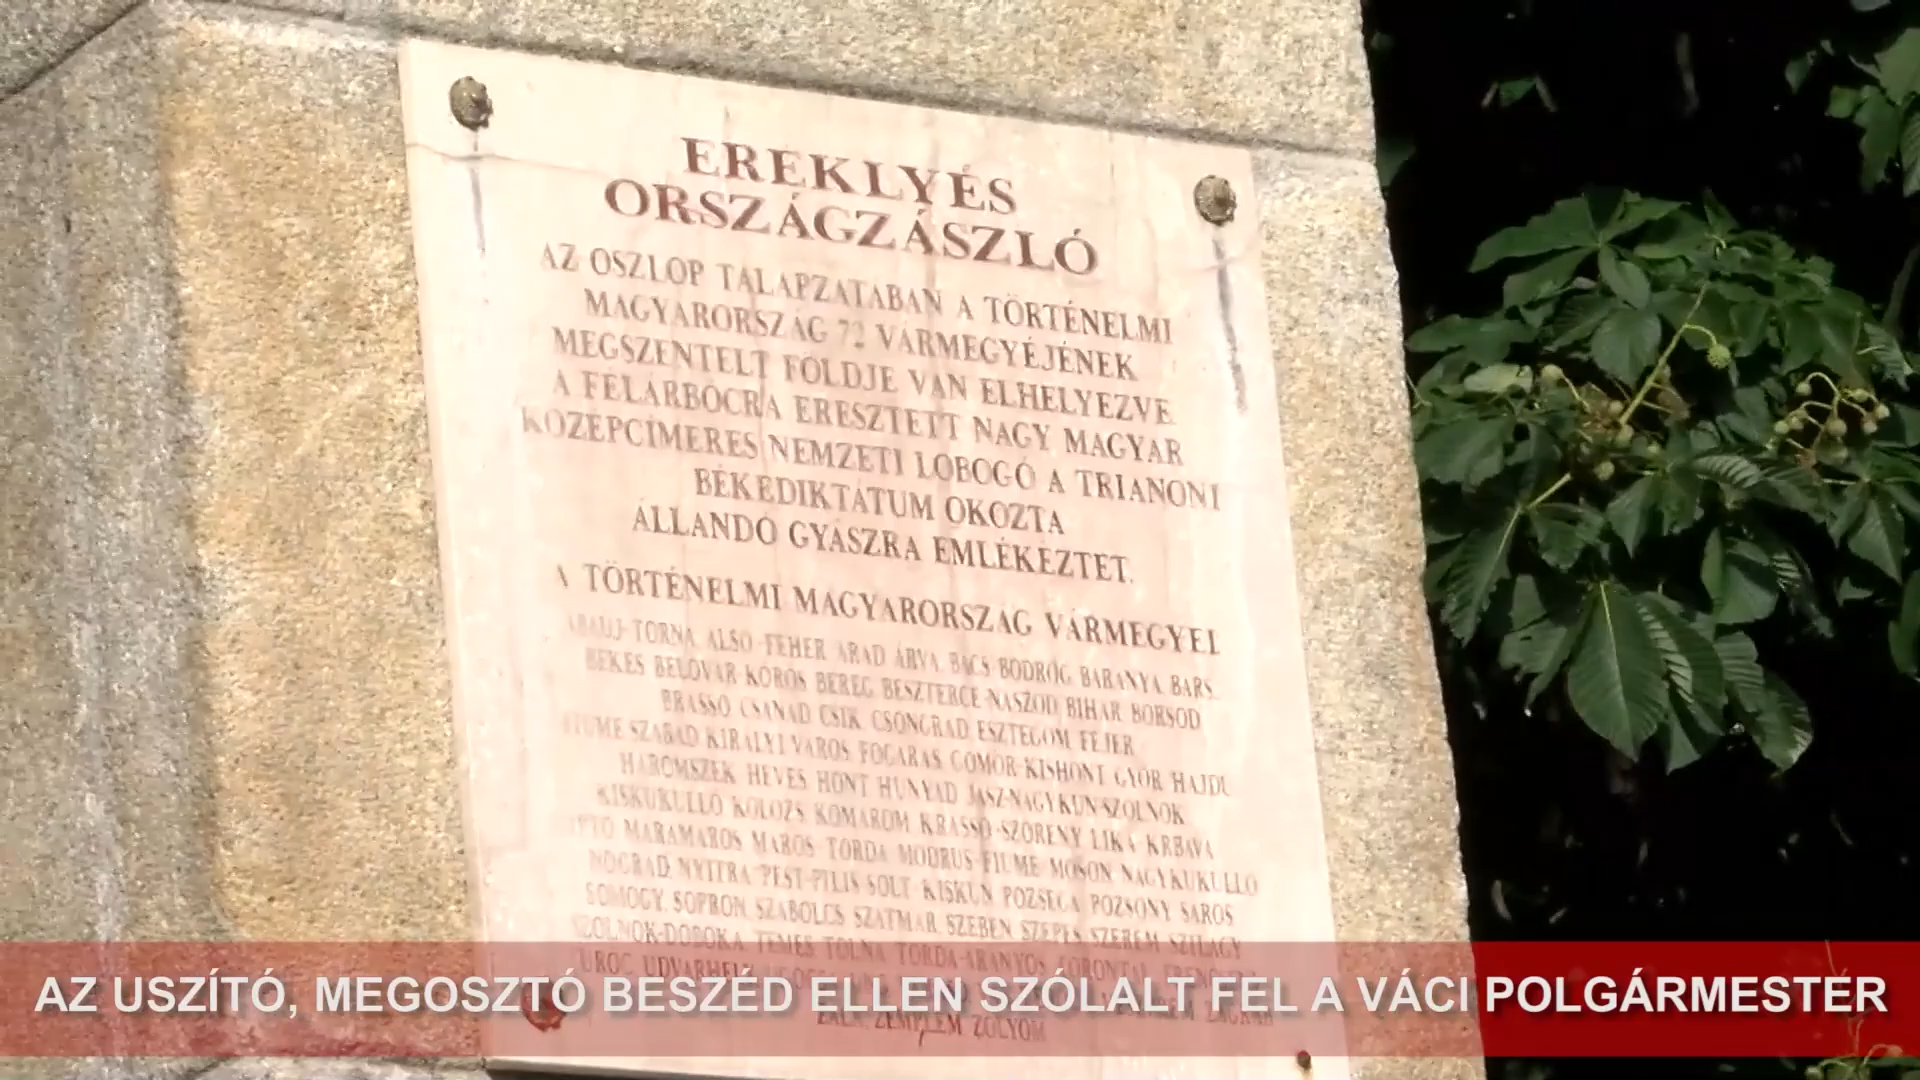 EREKLYÉS
ORSZÁGZÁSZLÓ
AZ OSZLOP TALAPZATÁBAN A TÖRTÉNELMI
MAGYARORSZÁG 72 VÁRMEGYÉJÉNEK
MEGSZENTELT FÖLDJE VAN ELHELYEZVE
A FÉLÁRBOCRA ERESZTETT NAGY MAGYAR
KÖZÉPCÍMERES NEMZETI LOBOGÓ A TRIANONI
BÉKEDIKTÁTUM OKOZTA
ÁLLANDÓ GYÁSZRA EMLÉKEZTET.
A TÖRTÉNELMI MAGYARORSZÁG VÁRMEGYÉI
ABAUJ-TORNA ALSÓ-FEHÉR ARAD ÁRVA BÁCS-BODROG BARANYA BARS
BÉKÉS BELOVÁR-KŐRÖS BEREG BESZTERCE-NASZÓD BIHAR BORSOD
BRASSÓ CSANÁD CSÍK CSONGRÁD ESZTEGOM FEJÉR
FIUME SZABAD KIRÁLYI VÁROS FOGARAS GÖMÖR-KISHONT GYŐR HAJDU
HÁROMSZÉK HEVES HONT HUNYAD JÁSZ-NAGYKUN-SZOLNOK
KISKÜKÜLLŐ KOLOZS KOMÁROM KRASSÓ-SZÖRÉNY LIKA-KRBAVA
MÁRAMAROS MAROS-TORDA MODRUS-FIUME MOSON NAGYKÜKÜLLŐ
NÓGRÁD NYITRA PEST-PILIS SOLT-KISKUN POZSEGA POZSONY SÁROS
SOMOGY SOPRON SZABOLCS SZATMÁR SZEBEN SZEPES SZERÉM SZILÁGY
SZOLNOK-DOBOKA TEMES TOLNA TORDA-ARANYOS TORONTÁL
UDVARHELY
ZALA ZEMPLÉM ZÓLYOM
AZ USZÍTÓ, MEGOSZTÓ BESZÉD ELLEN SZÓLALT FEL A VÁCI POLGÁRMESTER